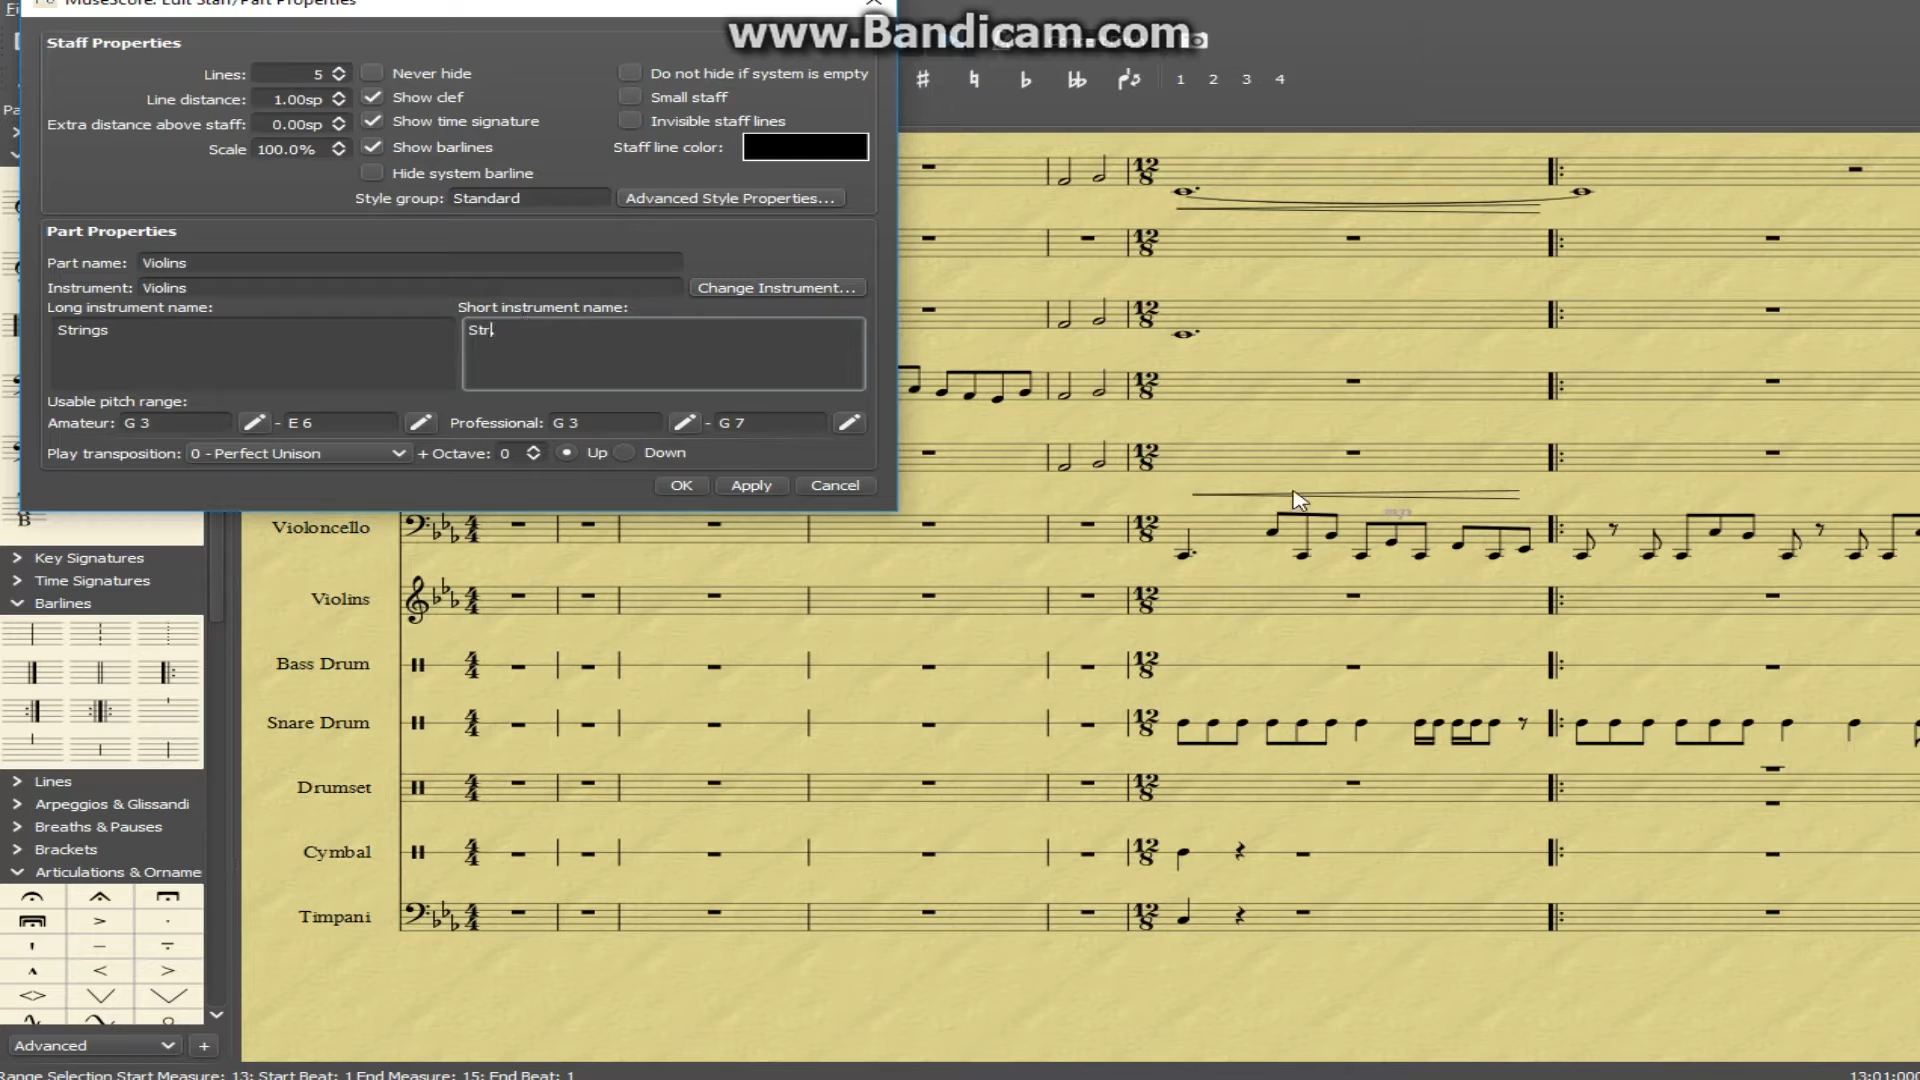 MuseScore: Edit Staff/Part Properties
www.Bandicam.com
Staff Properties
Lines: 5
Never hide
Do not hide if system is empty
Line distance: 1.00sp
Show clef
Small staff
Extra distance above staff: 0.00sp
Show time signature
Invisible staff lines
Scale 100.0%
Show barlines
Staff line color:
Hide system barline
Style group: Standard
Advanced Style Properties...
1 2 3 4
Part Properties
Part name: Violins
Instrument: Violins
Change Instrument...
Long instrument name:
Short instrument name:
Strings
Str.
Usable pitch range:
Amateur: G 3 - E 6 Professional: G 3 - G 7
Play transposition: 0 - Perfect Unison + Octave: 0 Up Down
OK Apply Cancel
Violoncello
mp
Violins
Bass Drum
Snare Drum
Drumset
Cymbal
Timpani
Key Signatures
Time Signatures
Barlines
Lines
Arpeggios & Glissandi
Breaths & Pauses
Brackets
Articulations & Orname
Advanced
+
Range Selection Start Measure: 13; Start Beat: 1 End Measure: 15; End Beat: 1
13:01:000